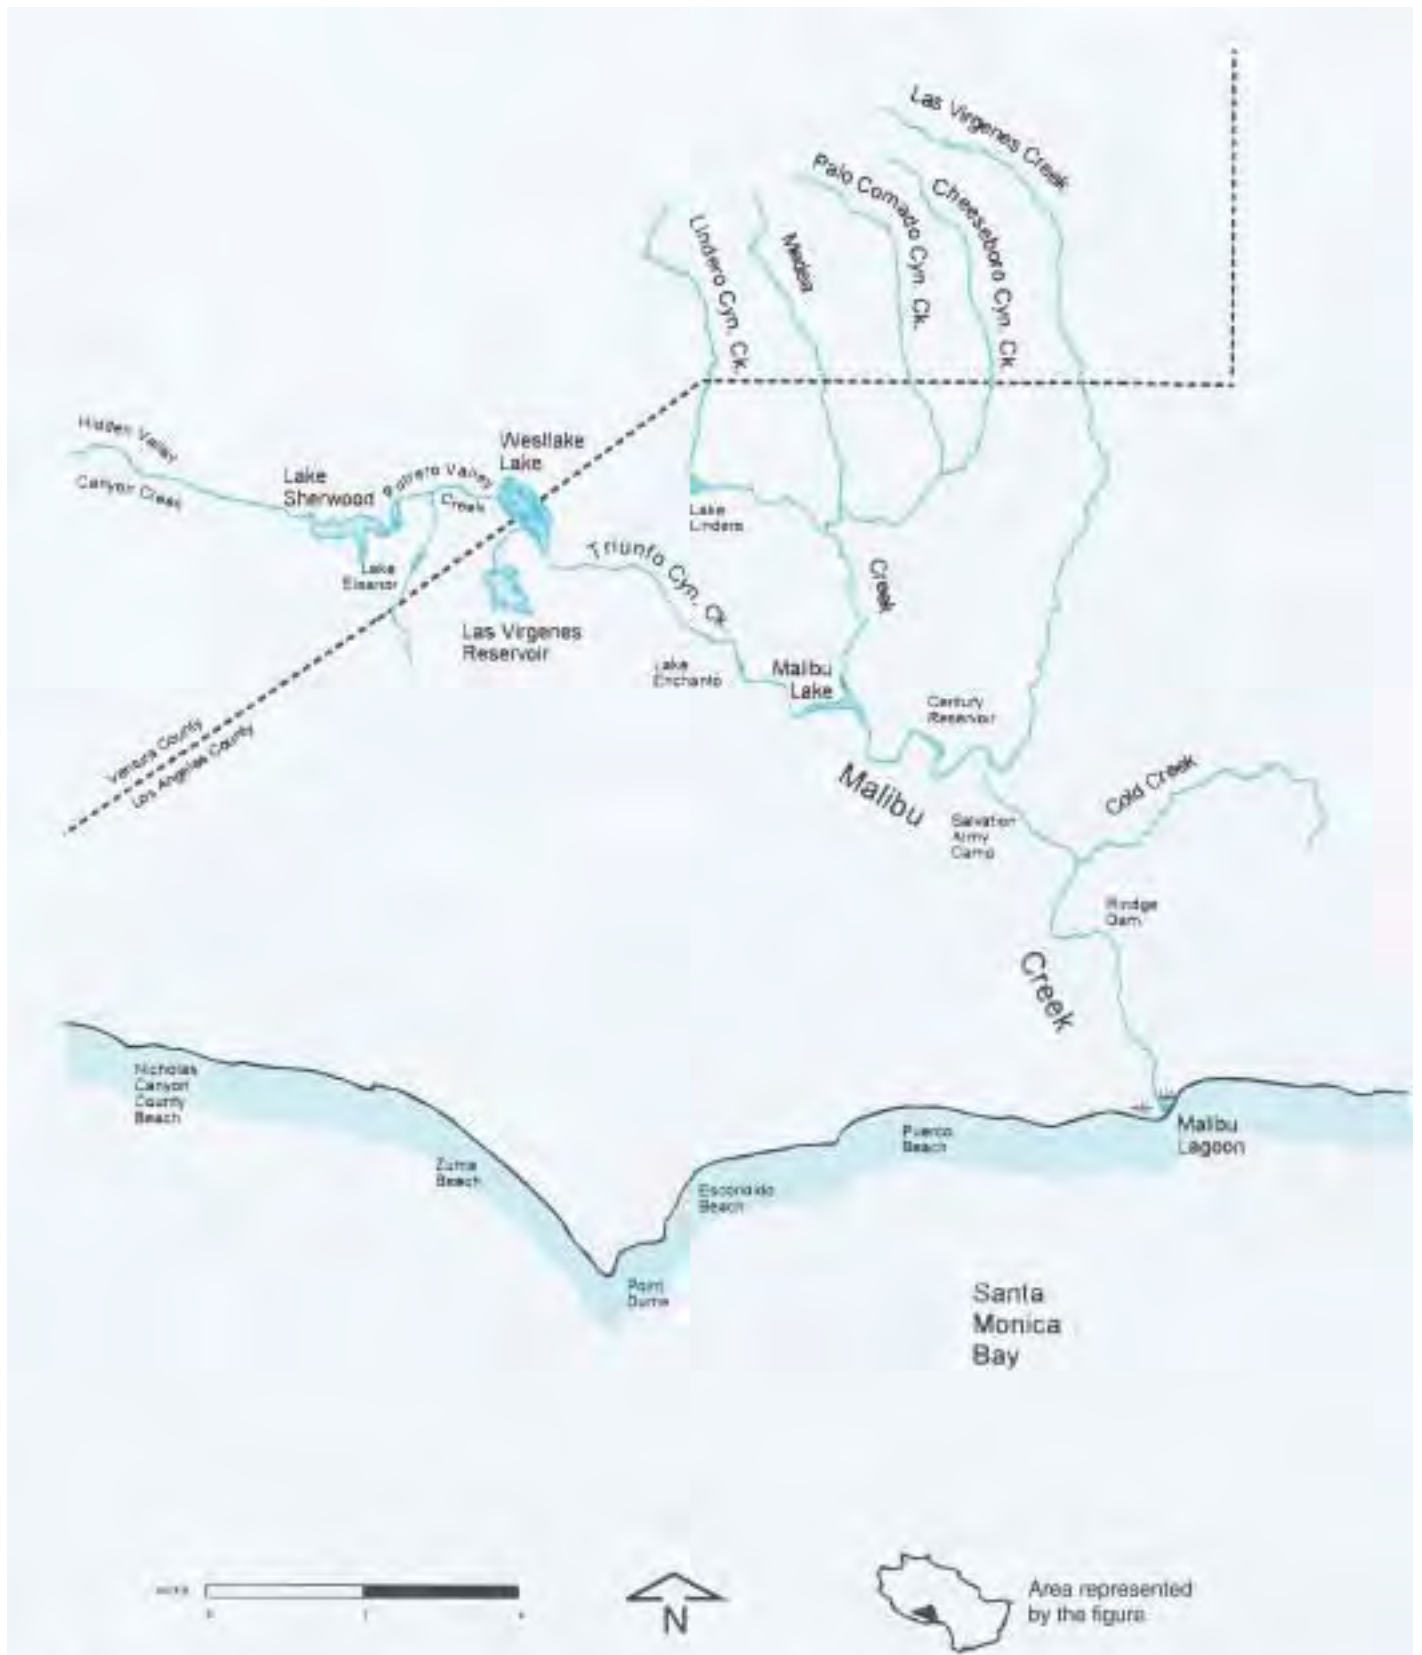 Las Virgenes Creek
Palo Comado Cyn. Ck.
Cheeseboro Cyn. Ck.
Lindero Cyn. Ck.
Medea
Hidden Valley
Canyon Creek
Lake
Sherwood
Potrero Valley
Creek
Westlake
Lake
Lake
Eleanor
Las Virgenes
Reservoir
Lake
Lindero
Triunfo Cyn. Ck.
Creek
Lake
Enchanto
Malibu
Lake
Century
Reservoir
Ventura County
Los Angeles County
Malibu
Salvation
Army
Camp
Cold Creek
Rindge
Dam
Creek
Nicholas
Canyon
County
Beach
Zuma
Beach
Point
Dume
Escondido
Beach
Puerco
Beach
Malibu
Lagoon
Santa
Monica
Bay
N
Area represented
by the figure